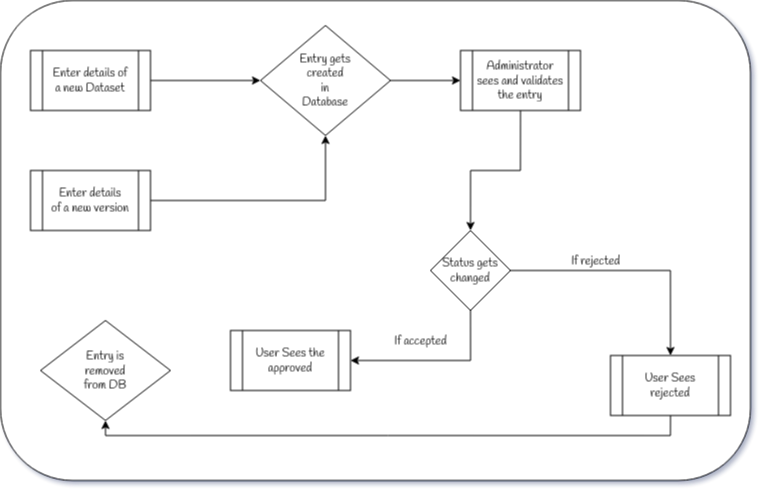 Enter details of
a new Dataset
Entry gets
created
in
Database
Administrator
sees and validates
the entry
Enter details
of a new version
Status gets
changed
If rejected
If accepted
User Sees the
approved
Entry is
removed
from DB
User Sees
rejected